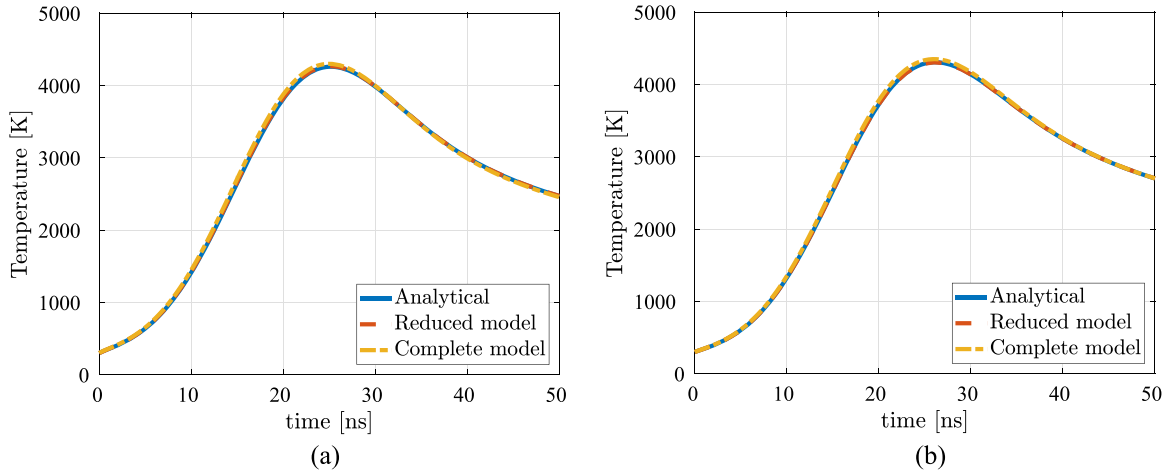 5000
4000
3000
2000
1000
0
Temperature [K]
0 10 20 30 40 50
time [ns]
Analytical
Reduced model
Complete model
(a)
5000
4000
3000
2000
1000
0
Temperature [K]
0 10 20 30 40 50
time [ns]
Analytical
Reduced model
Complete model
(b)